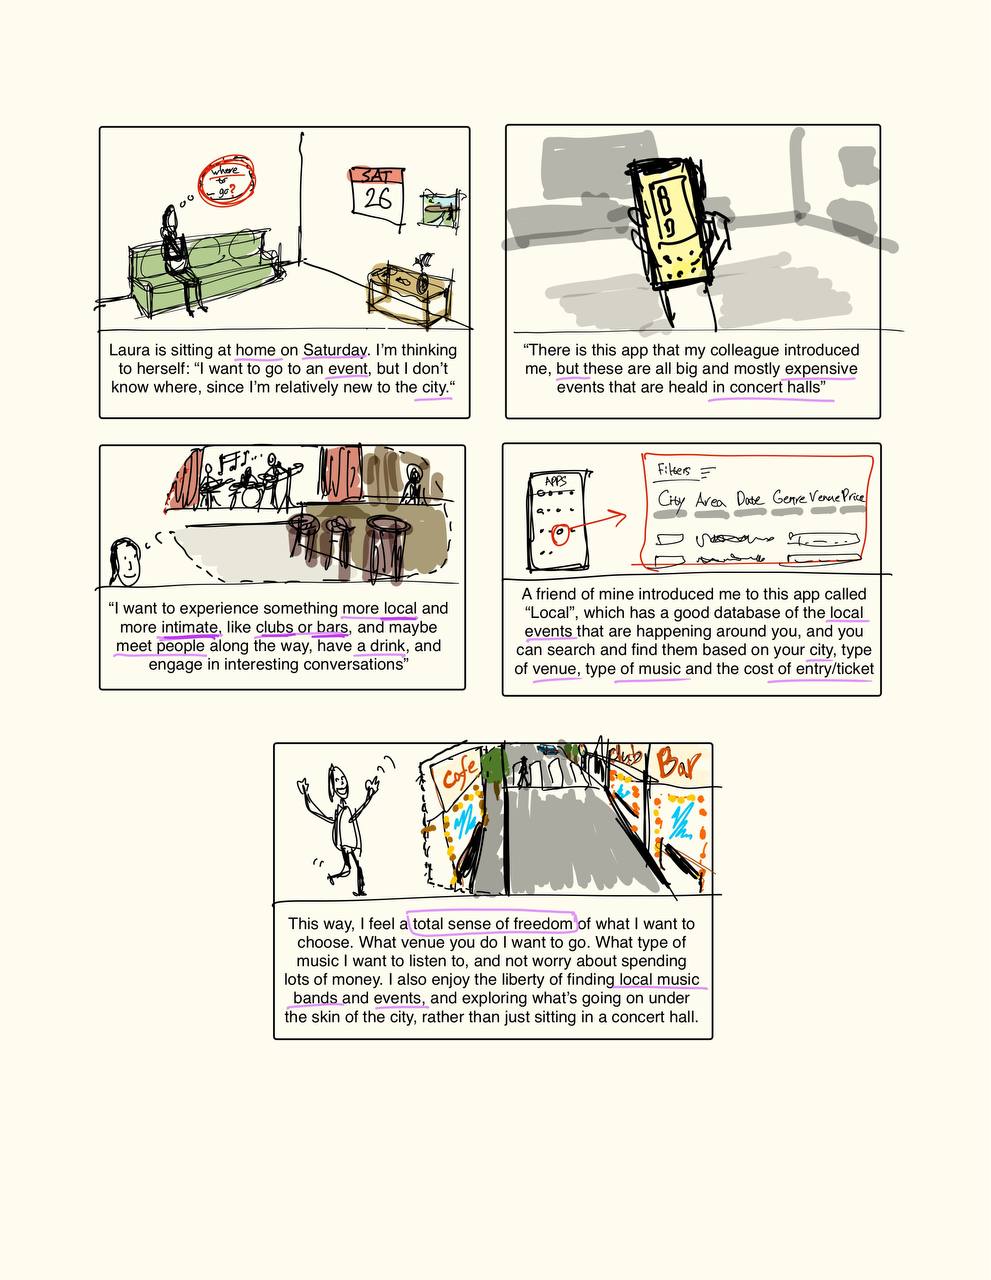 where
to
go?
SAT
26
Laura is sitting at home on Saturday. I’m thinking
to herself: “I want to go to an event, but I don’t
know where, since I’m relatively new to the city.“
“There is this app that my colleague introduced
me, but these are all big and mostly expensive
events that are heald in concert halls”
“I want to experience something more local and
more intimate, like clubs or bars, and maybe
meet people along the way, have a drink, and
engage in interesting conversations”
APPS
Filters
City Area Date Genre Venue Price
A friend of mine introduced me to this app called
“Local”, which has a good database of the local
events that are happening around you, and you
can search and find them based on your city, type
of venue, type of music and the cost of entry/ticket
Cafe
Club
Bar
This way, I feel a total sense of freedom of what I want to
choose. What venue you do I want to go. What type of
music I want to listen to, and not worry about spending
lots of money. I also enjoy the liberty of finding local music
bands and events, and exploring what’s going on under
the skin of the city, rather than just sitting in a concert hall.